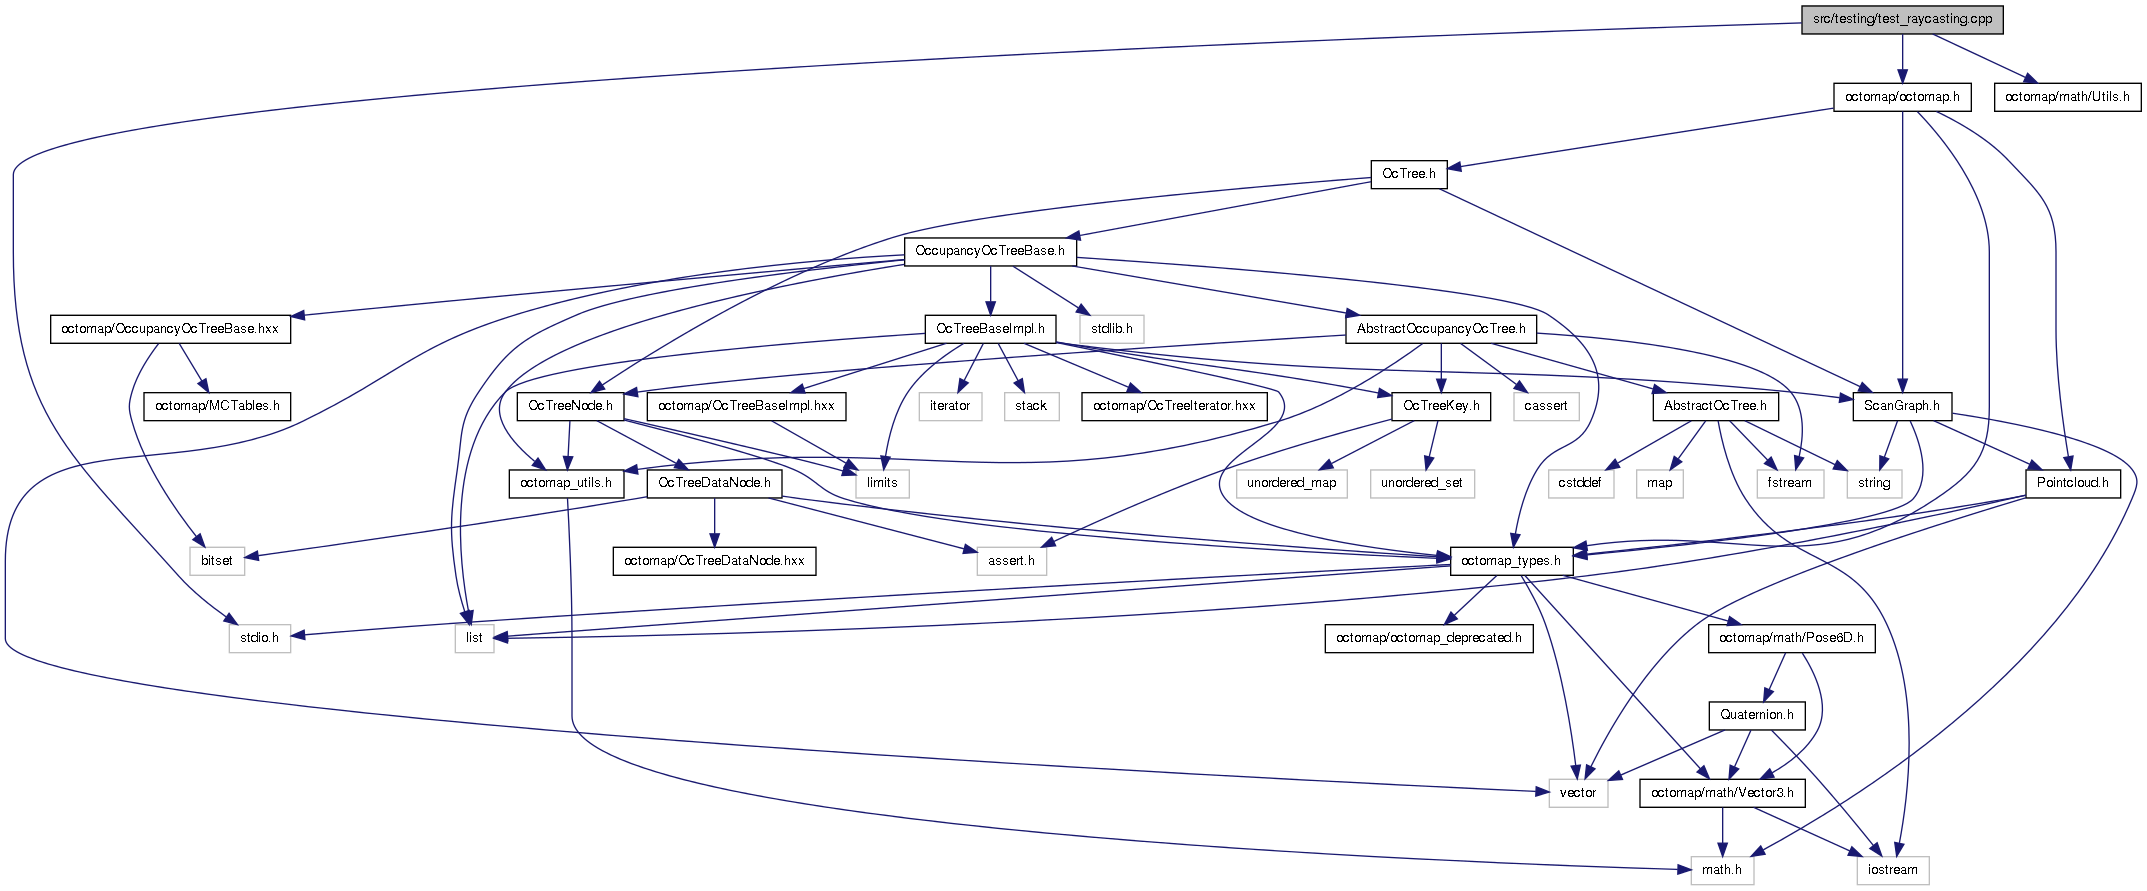 src/testing/test_raycasting.cpp
octomap/octomap.h
octomap/math/Utils.h
OcTree.h
OccupancyOcTreeBase.h
octomap/OccupancyOcTreeBase.hxx
OcTreeBaseImpl.h
stdlib.h
AbstractOccupancyOcTree.h
octomap/MCTables.h
OcTreeNode.h
octomap/OcTreeBaseImpl.hxx
iterator
stack
octomap/OcTreeIterator.hxx
OcTreeKey.h
cassert
AbstractOcTree.h
ScanGraph.h
octomap_utils.h
OcTreeDataNode.h
limits
unordered_map
unordered_set
cstddef
map
fstream
string
Pointcloud.h
bitset
octomap/OcTreeDataNode.hxx
assert.h
octomap_types.h
stdio.h
list
octomap/octomap_deprecated.h
octomap/math/Pose6D.h
Quaternion.h
vector
octomap/math/Vector3.h
math.h
iostream